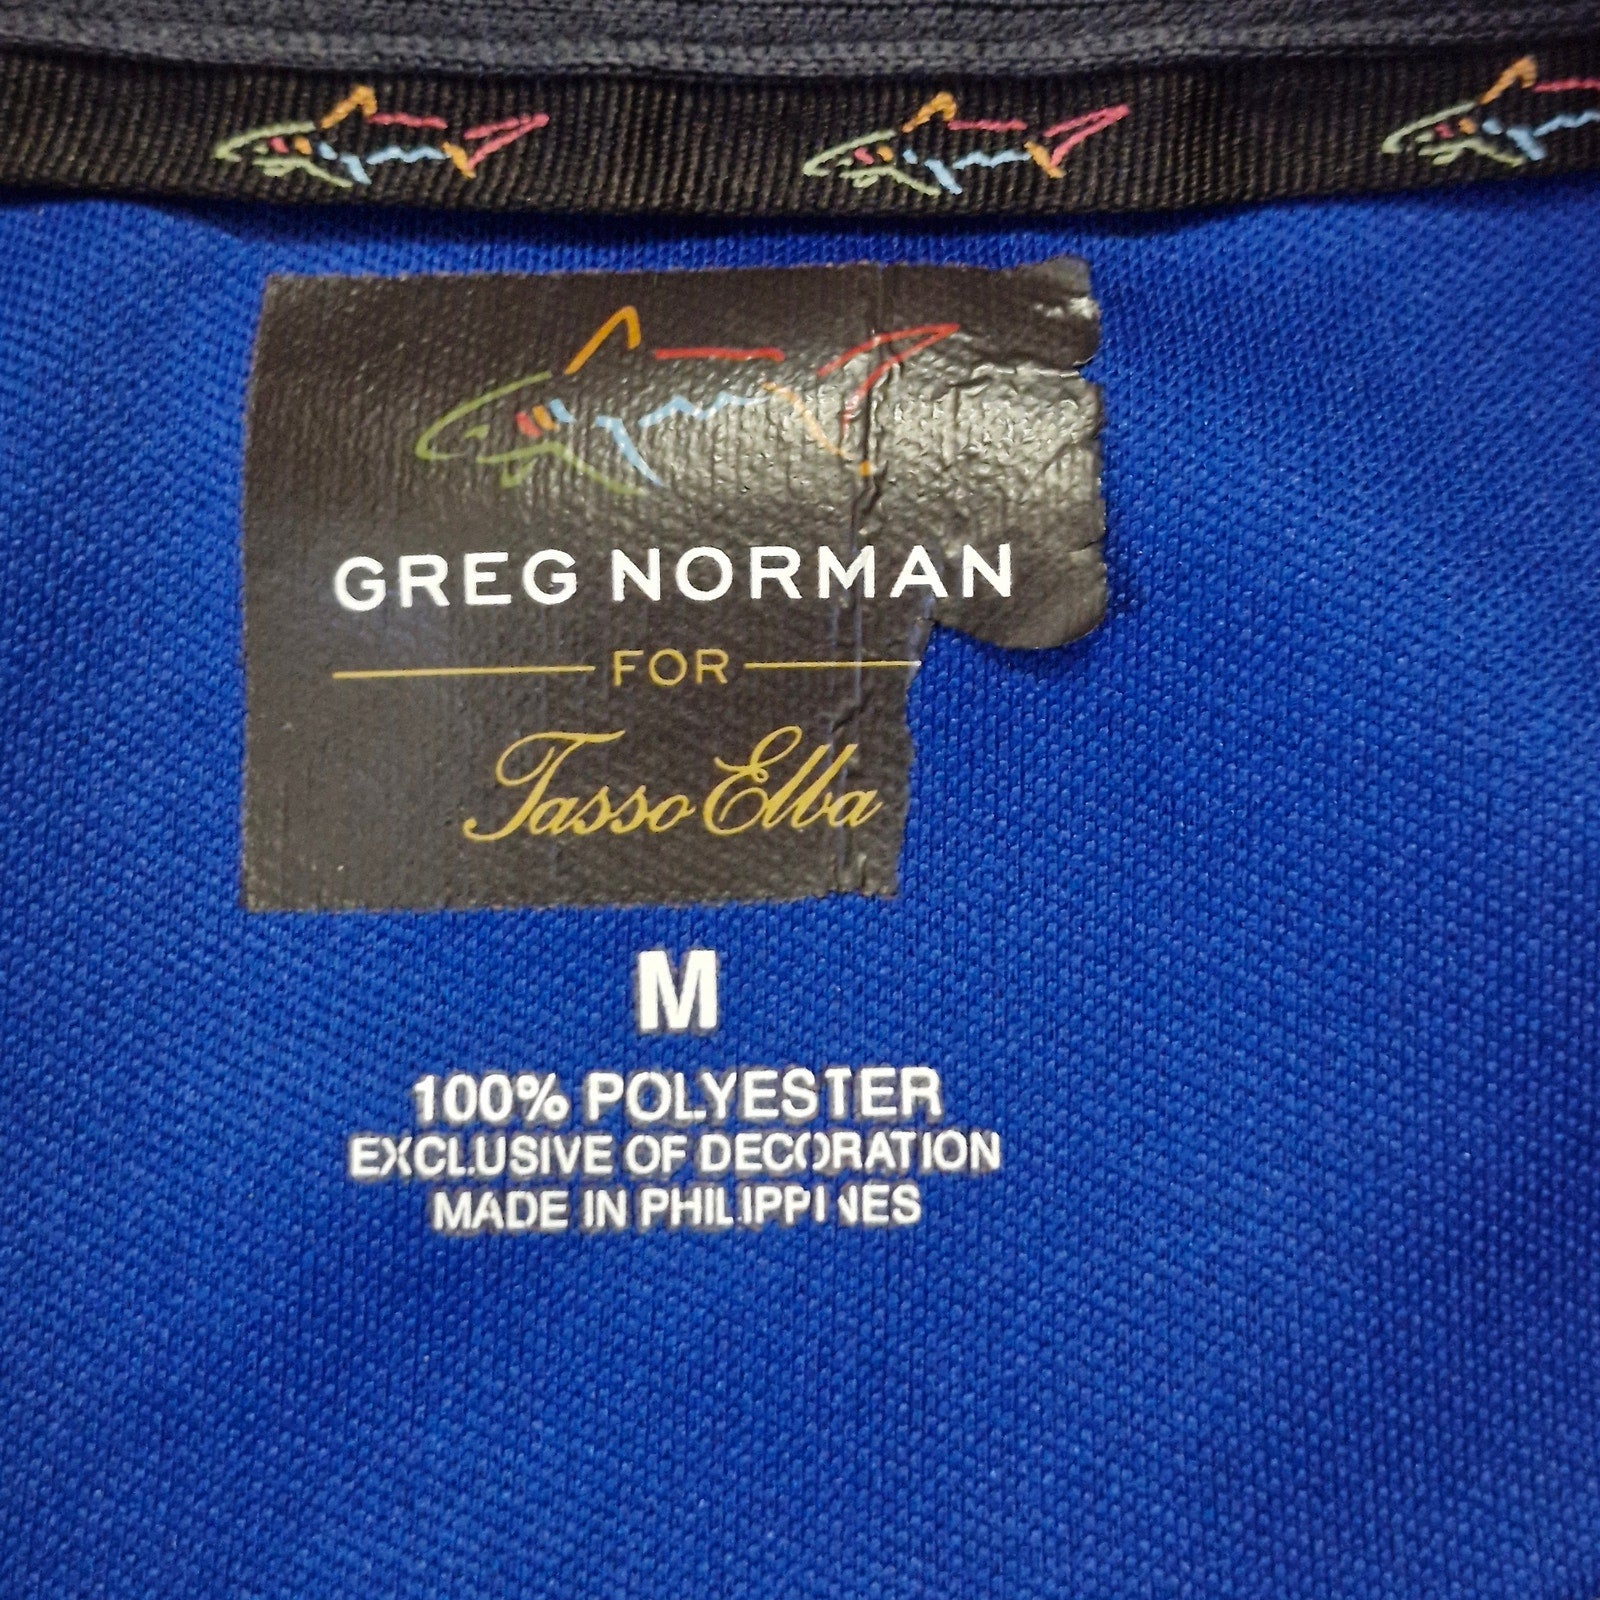 GREG NORMAN
FOR
Tasso Elba
M
100% POLYESTER
EXCLUSIVE OF DECORATION
MADE IN PHILIPPINES